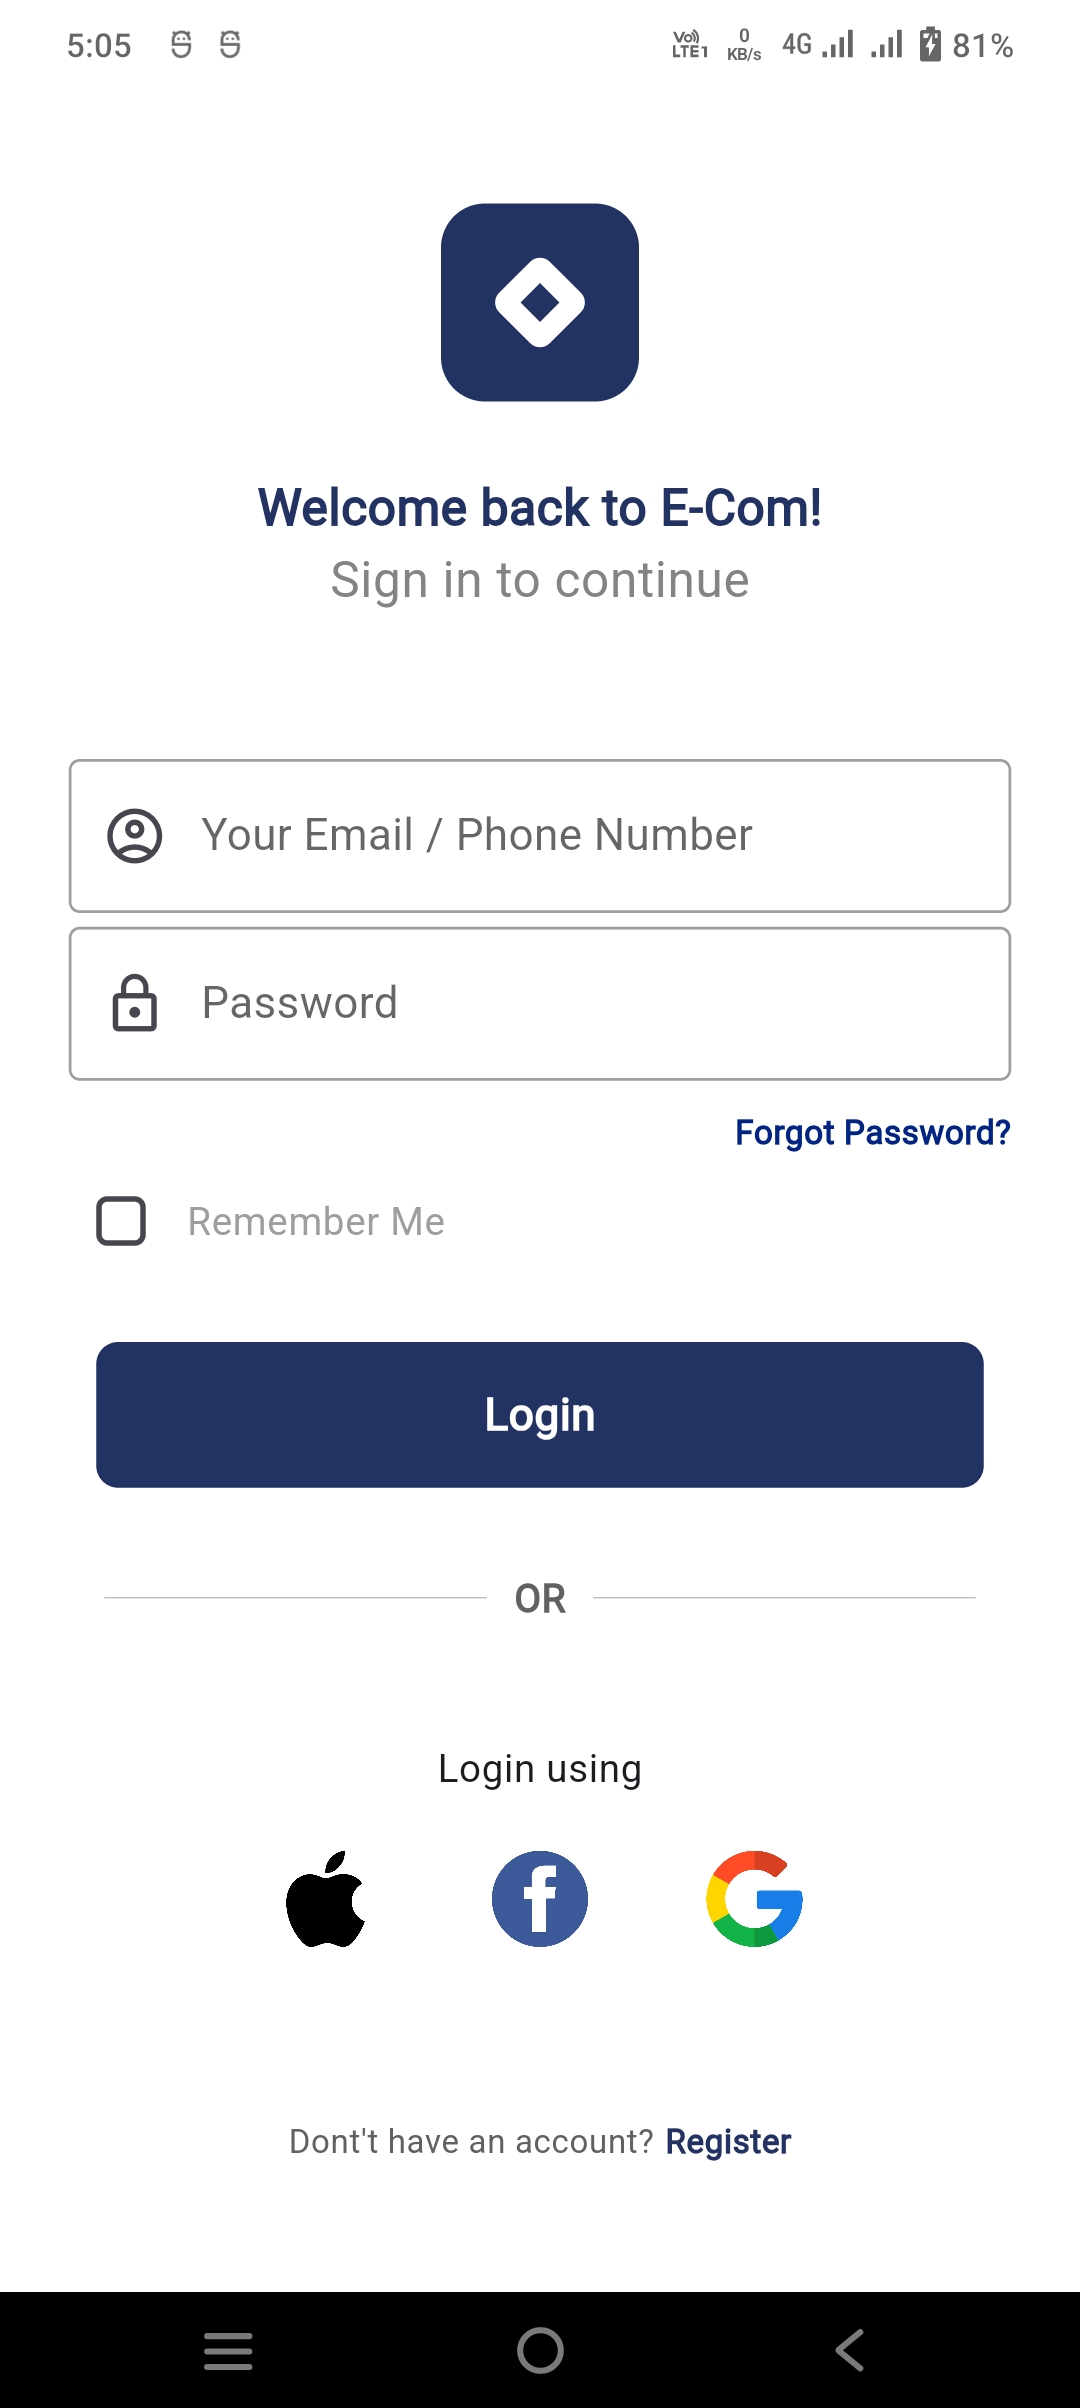 5:05 Vo) LTE1 0 KB/s 4G 81%
Welcome back to E-Com!
Sign in to continue
Your Email / Phone Number
Password
Forgot Password?
Remember Me
Login
OR
Login using
Dont't have an account? Register